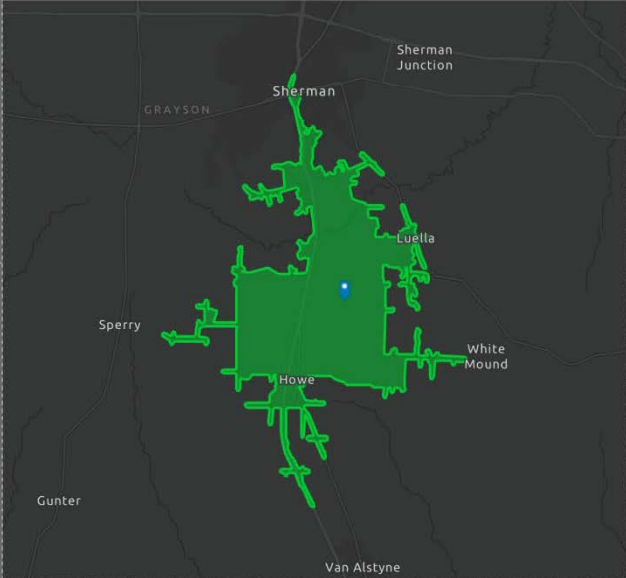 Sherman
Junction
Sherman
GRAYSON
Luella
Sperry
White
Mound
Howe
Gunter
Van Alstyne